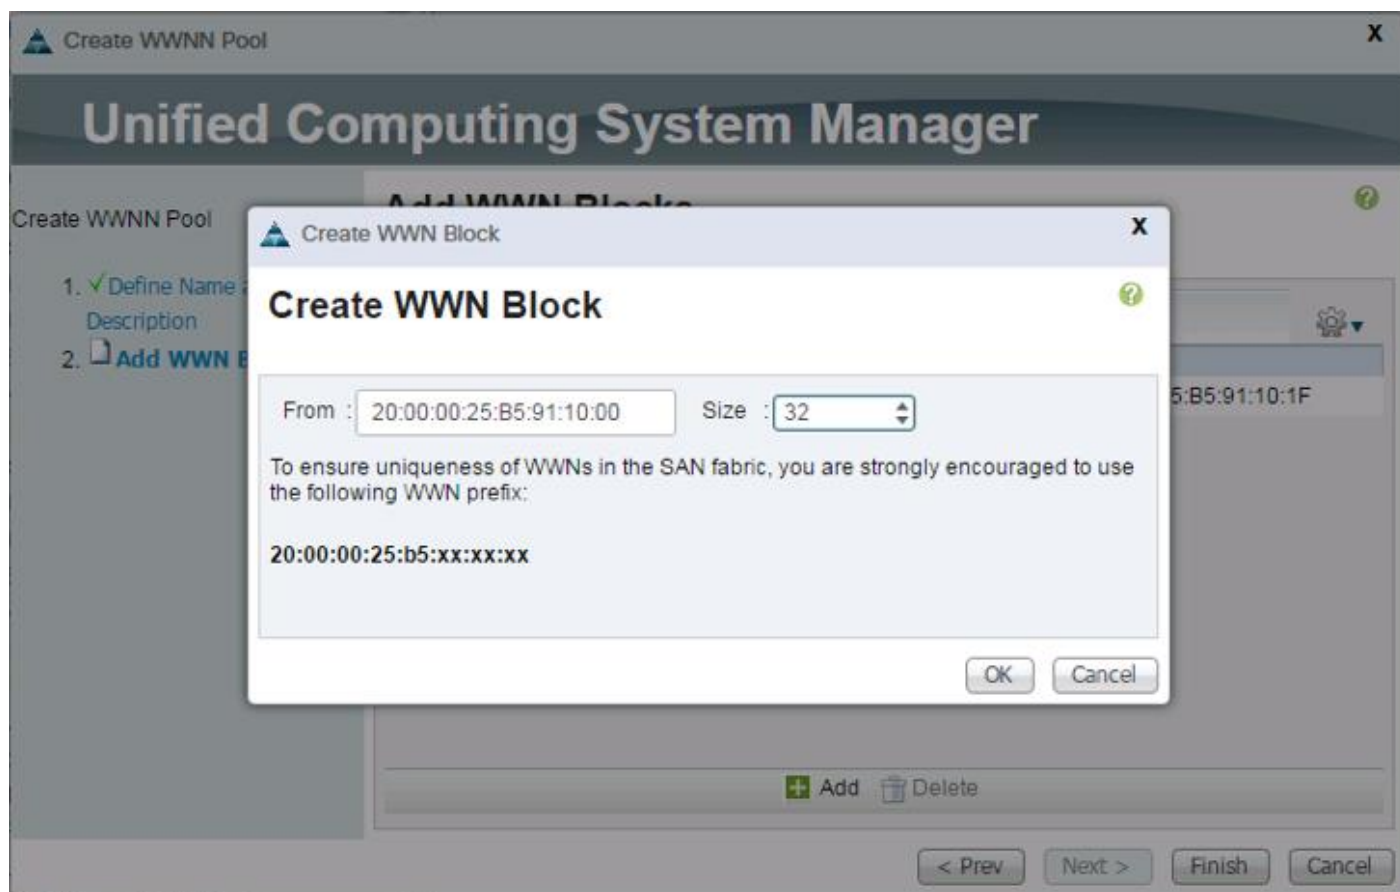 Create WWNN Pool
X
Unified Computing System Manager
Add WWN Blocks
Create WWNN Pool
1. Define Name
Description
2. Add WWN
Create WWN Block
X
Create WWN Block
From : 20:00:00:25:B5:91:10:00 Size : 32
5:B5:91:10:1F
To ensure uniqueness of WWNs in the SAN fabric, you are strongly encouraged to use
the following WWN prefix:
20:00:00:25:b5:xx:xx:xx
OK Cancel
Add Delete
< Prev Next > Finish Cancel